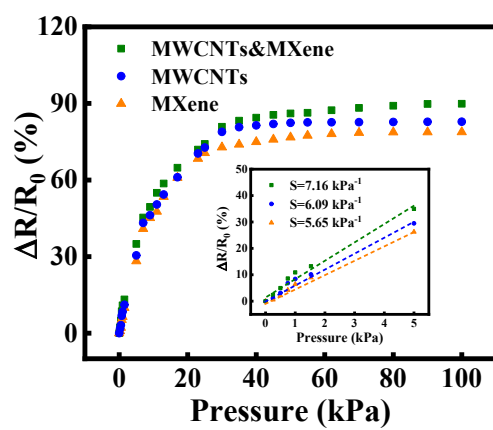 ΔR/R₀ (%)
120
90
60
30
0
MWCNTs&MXene
MWCNTs
MXene
ΔR/R₀ (%)
50
40
30
20
10
0
S=7.16 kPa⁻¹
S=6.09 kPa⁻¹
S=5.65 kPa⁻¹
0 1 2 3 4 5
Pressure (kPa)
0 20 40 60 80 100
Pressure (kPa)